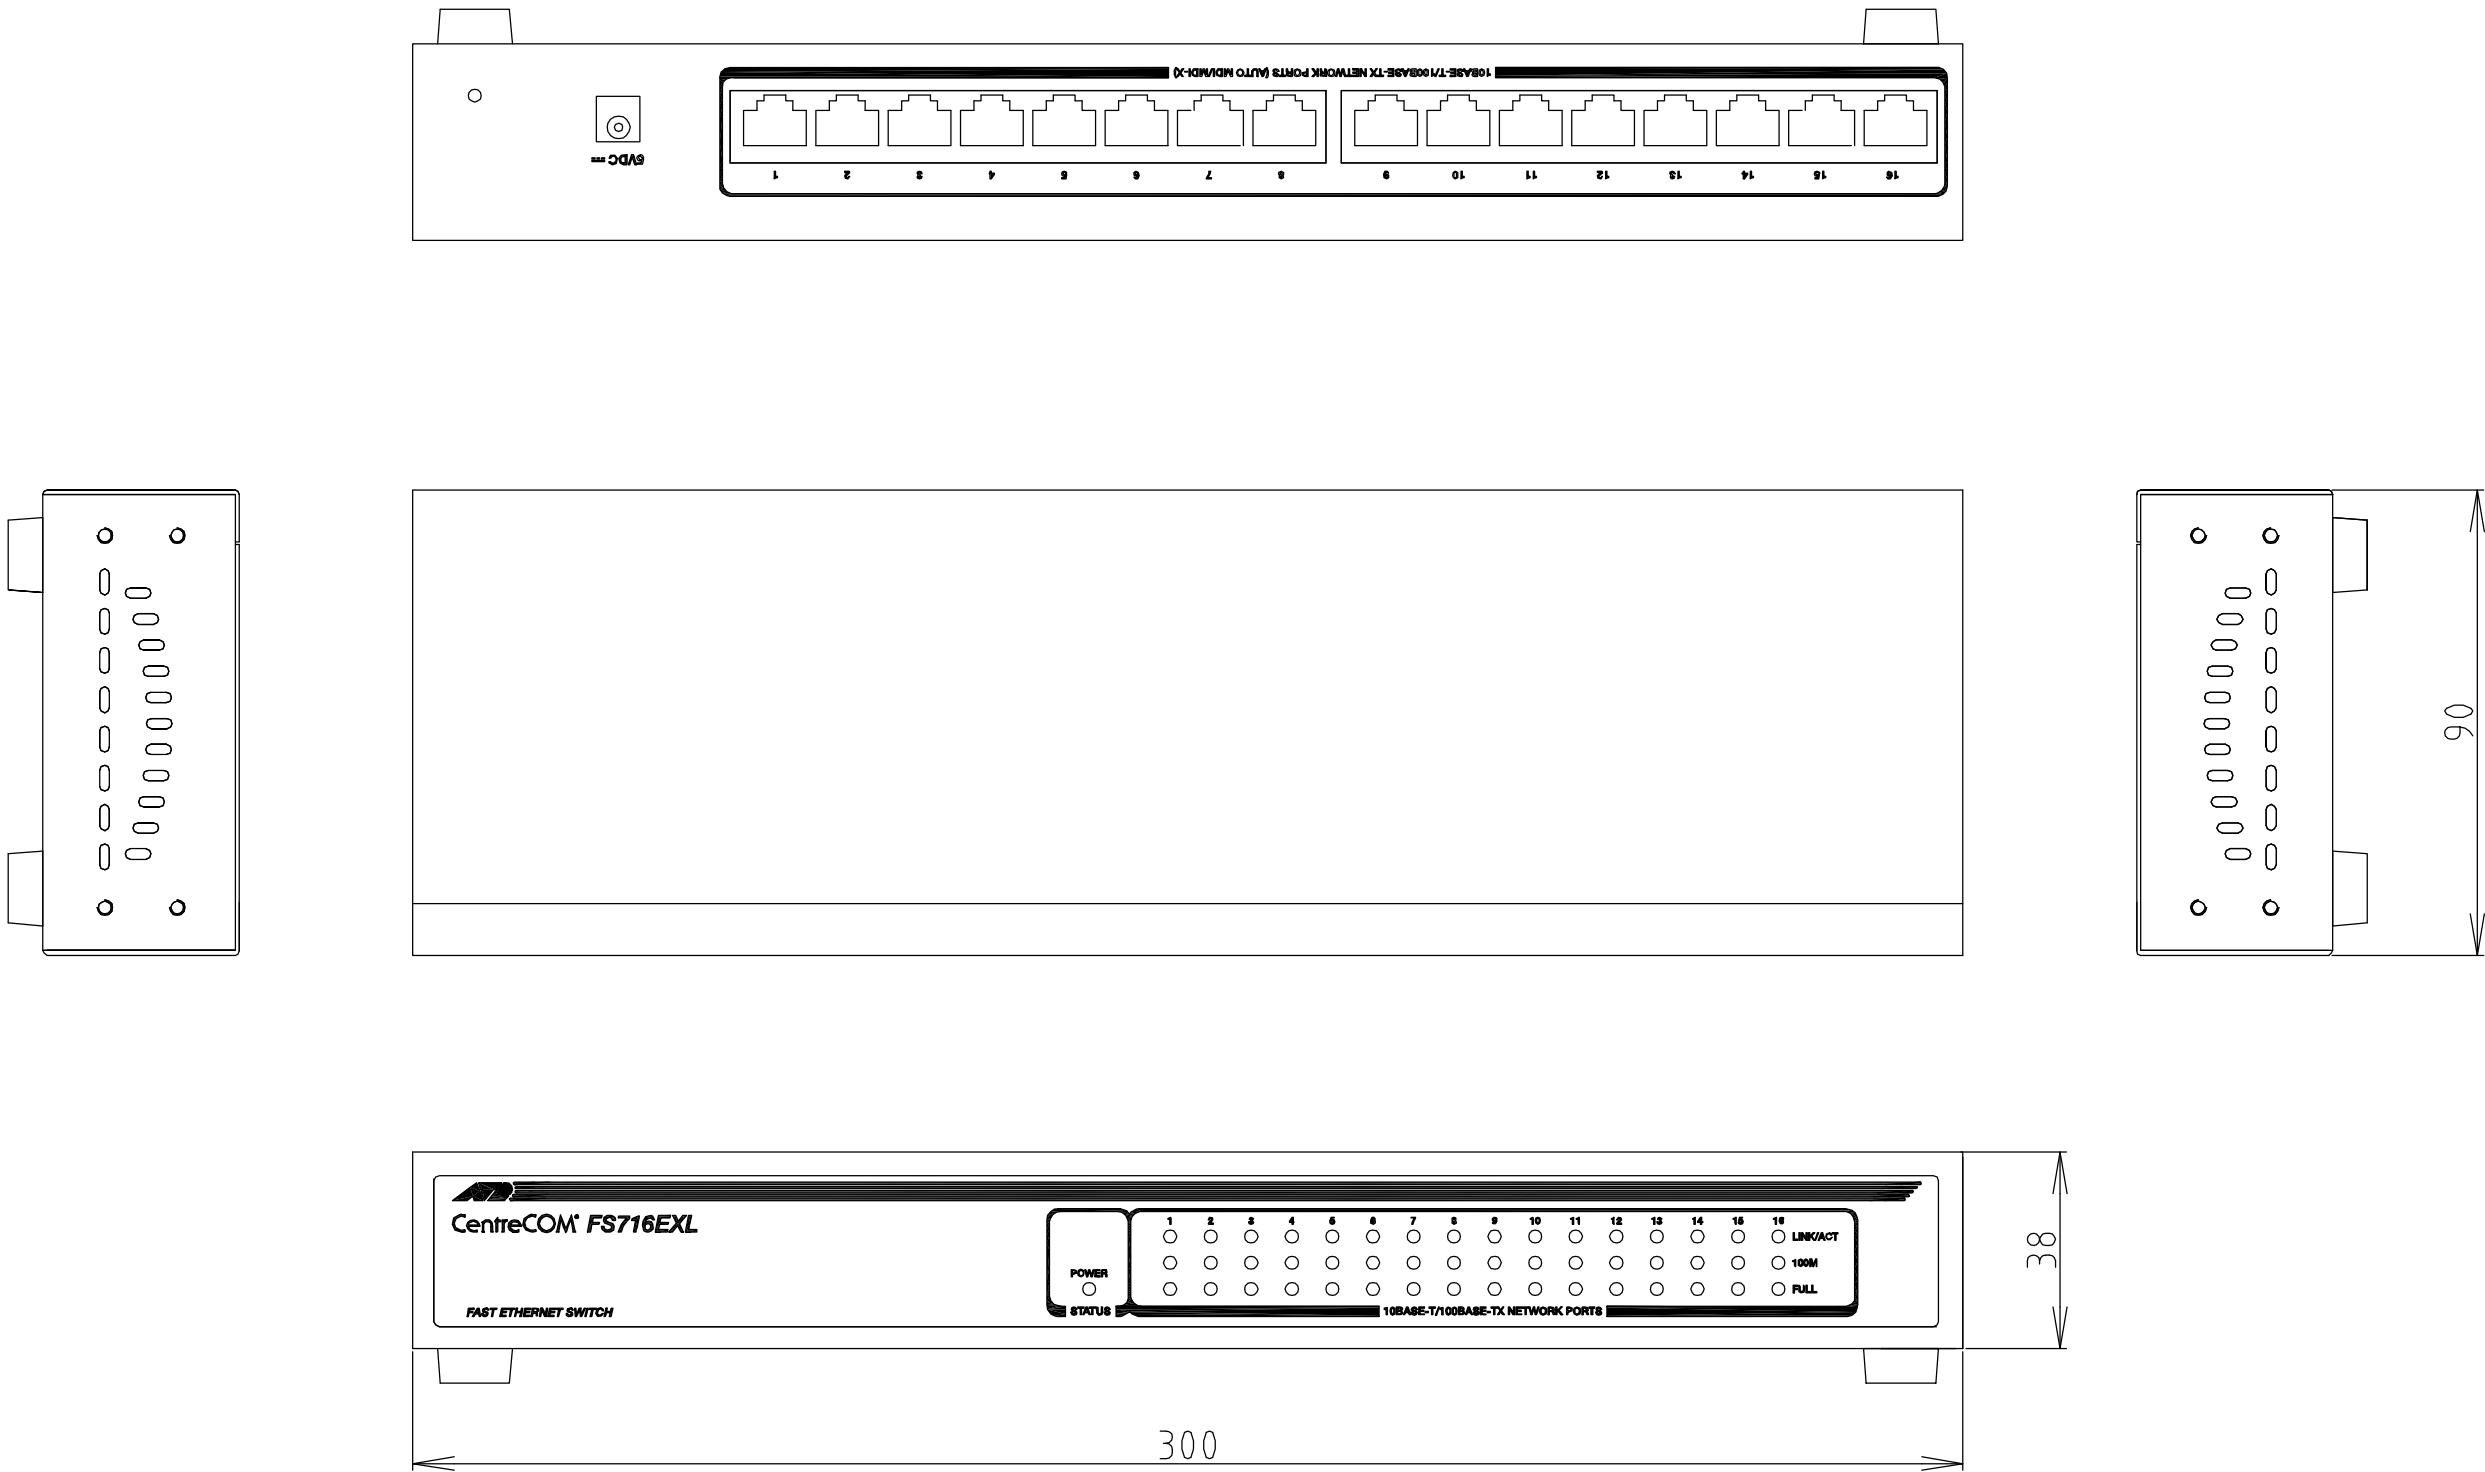 10BASE-T/100BASE-TX NETWORK PORTS (AUTO MDI/MDI-X)
6VDC ⎓
1 2 3 4 5 6 7 8 9 10 11 12 13 14 15 16
90
CentreCOM® FS716EXL
1 2 3 4 5 6 7 8 9 10 11 12 13 14 15 16
LINK/ACT
100M
POWER
FULL
FAST ETHERNET SWITCH
STATUS
10BASE-T/100BASE-TX NETWORK PORTS
38
300